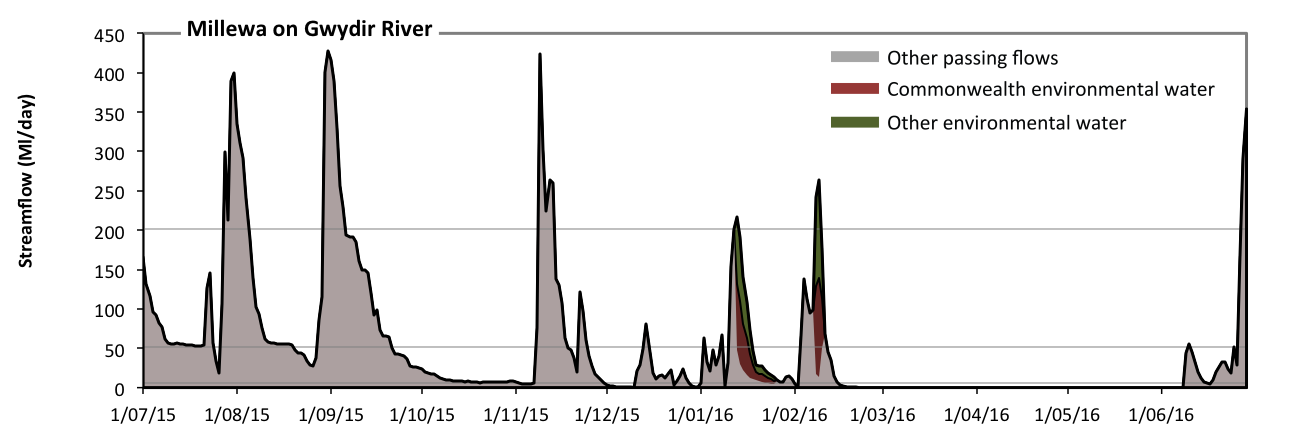 Millewa on Gwydir River
Streamflow (Ml/day)
450
400
350
300
250
200
150
100
50
0
Other passing flows
Commonwealth environmental water
Other environmental water
1/07/15 1/08/15 1/09/15 1/10/15 1/11/15 1/12/15 1/01/16 1/02/16 1/03/16 1/04/16 1/05/16 1/06/16